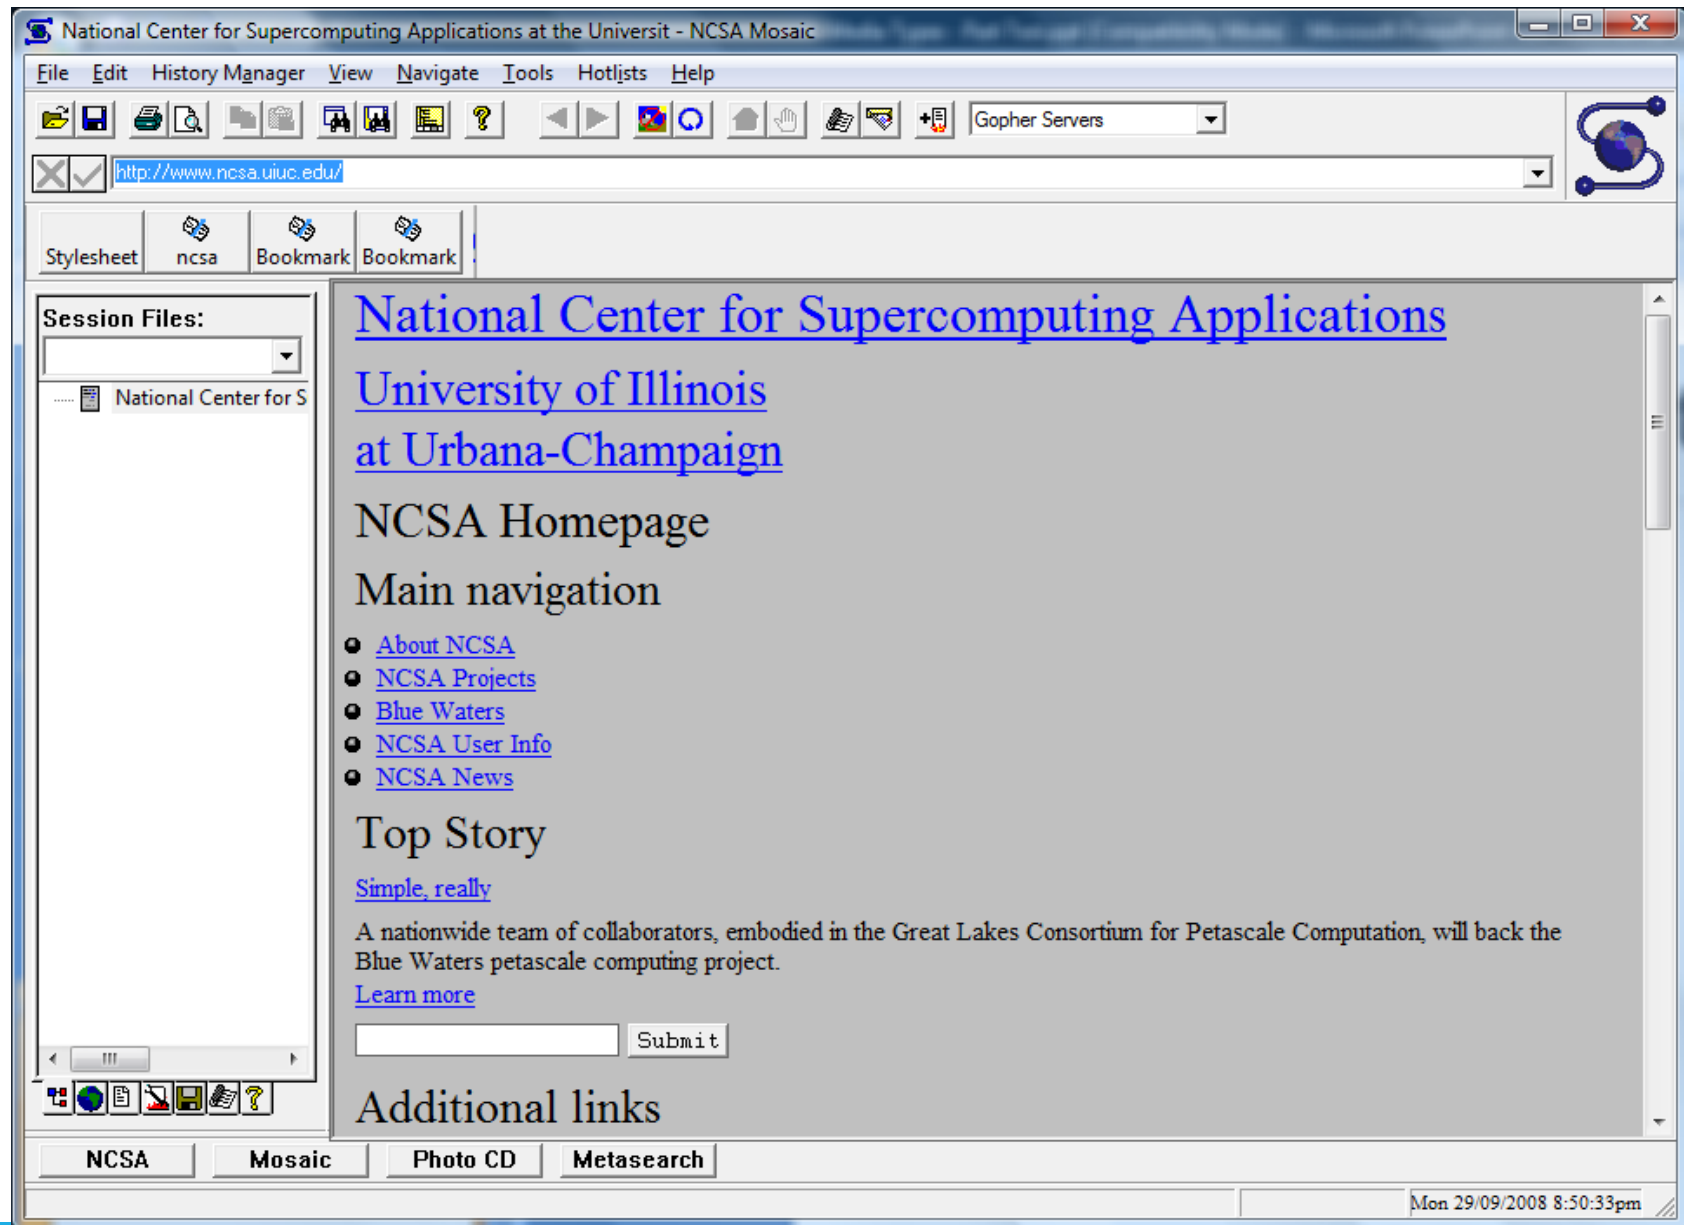 National Center for Supercomputing Applications at the Universit - NCSA Mosaic
File Edit History Manager View Navigate Tools Hotlists Help
Gopher Servers
http://www.ncsa.uiuc.edu/
Stylesheet ncsa Bookmark Bookmark
Session Files:
National Center for S
National Center for Supercomputing Applications
University of Illinois
at Urbana-Champaign
NCSA Homepage
Main navigation
About NCSA
NCSA Projects
Blue Waters
NCSA User Info
NCSA News
Top Story
Simple, really
A nationwide team of collaborators, embodied in the Great Lakes Consortium for Petascale Computation, will back the
Blue Waters petascale computing project.
Learn more
Submit
Additional links
NCSA Mosaic Photo CD Metasearch
Mon 29/09/2008 8:50:33pm